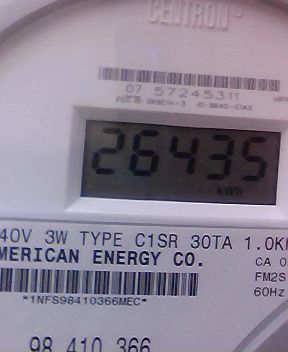 CENTRON
07 57245311
26435
kWh
40V 3W TYPE C1SR 30TA 1.0K
MERICAN ENERGY CO.
CA 0
FM2S
60Hz
*1NFS98410366MEC*
98 410 366